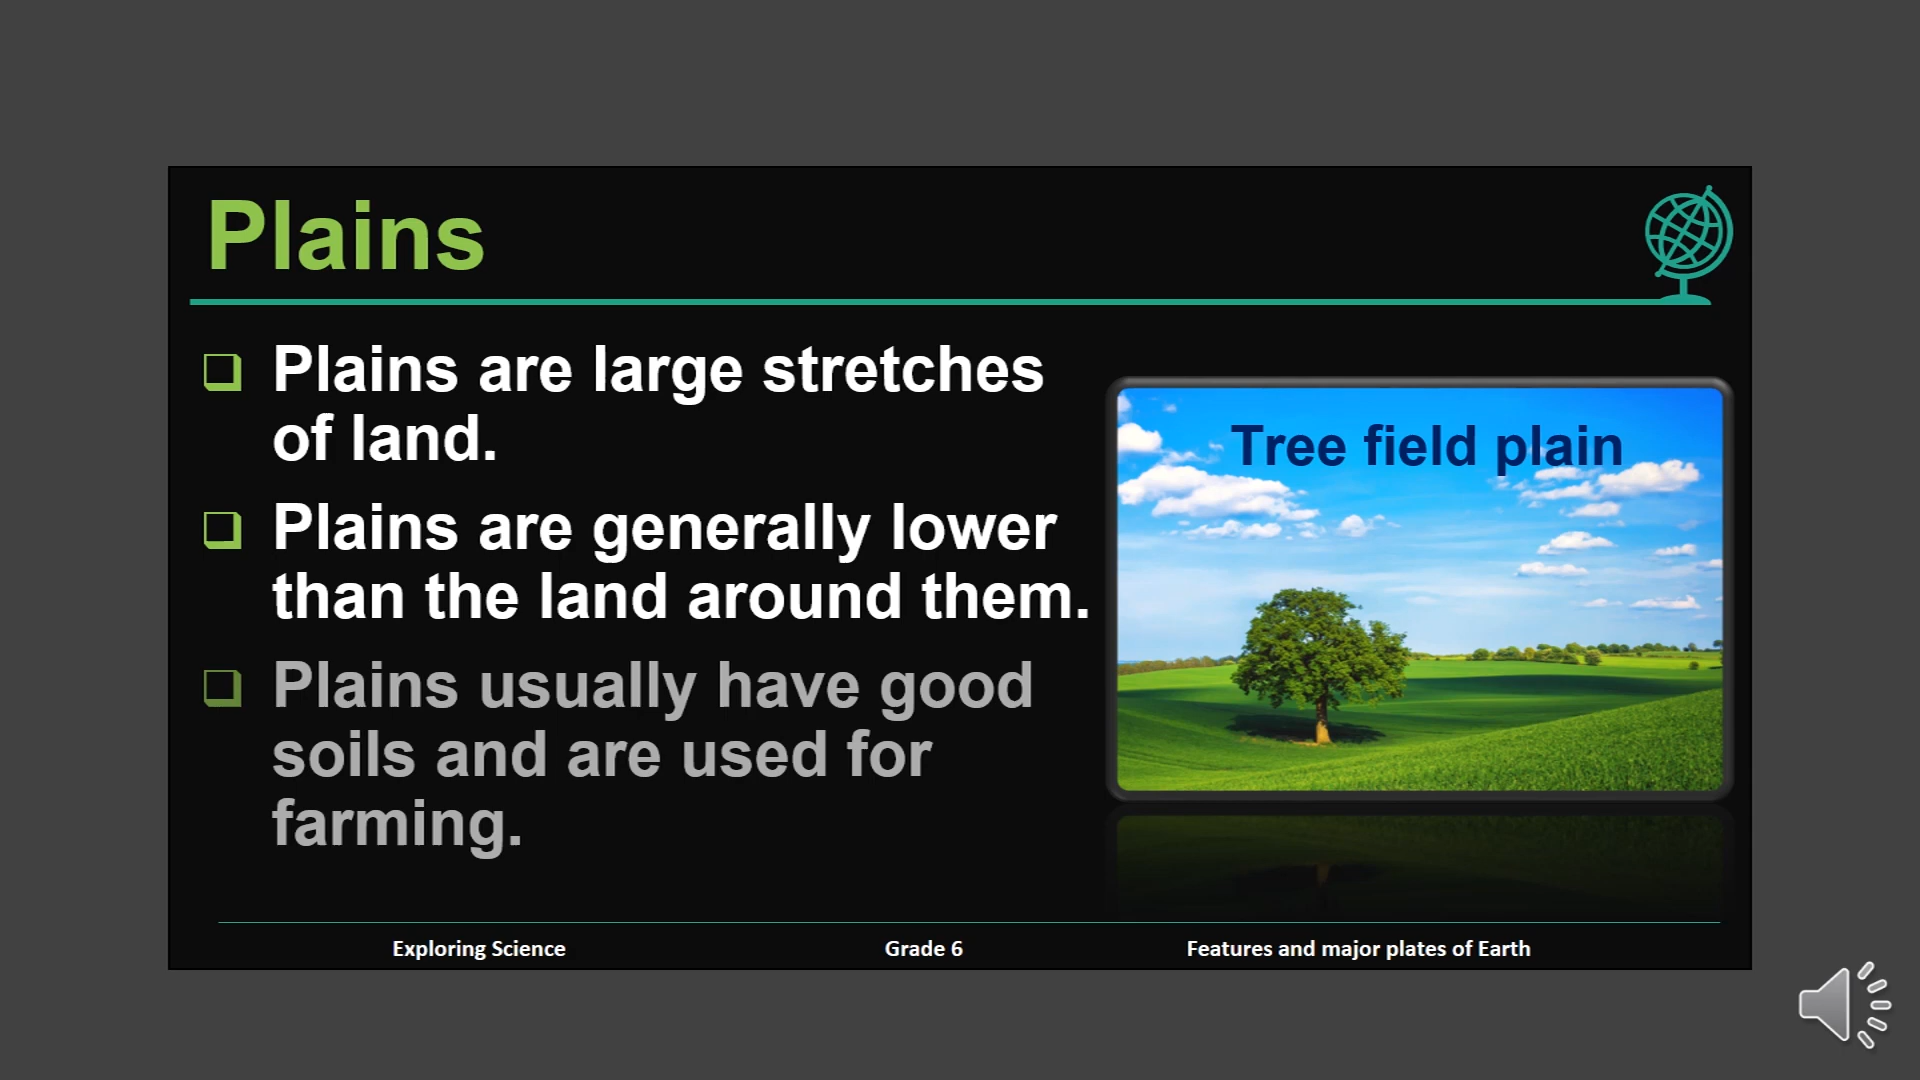 Plains
Plains are large stretches
of land.
Plains are generally lower
than the land around them.
Plains usually have good
soils and are used for
farming.
Tree field plain
Exploring Science
Grade 6
Features and major plates of Earth